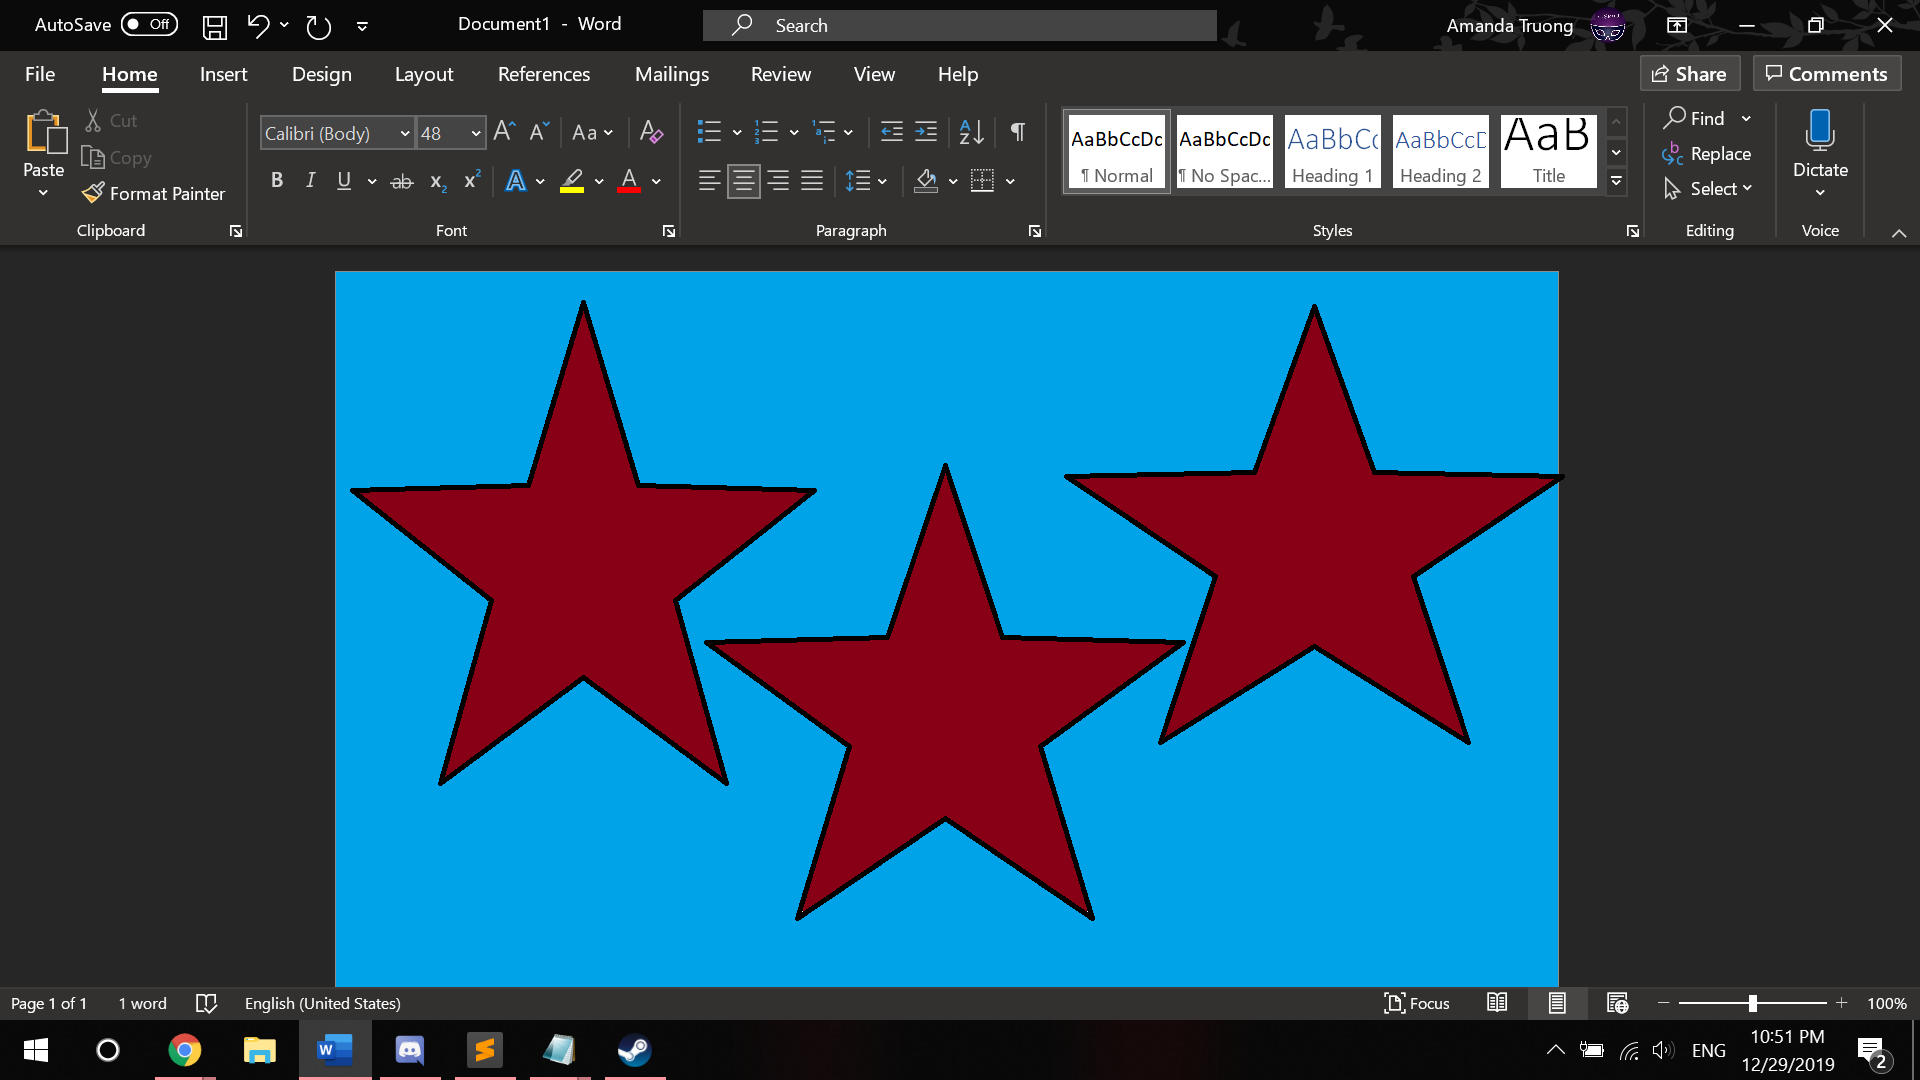 AutoSave Off Document1 - Word Search Amanda Truong
File Home Insert Design Layout References Mailings Review View Help Share Comments
Paste Cut Copy Format Painter Clipboard
Calibri (Body) 48 Aa Font
Paragraph
AaBbCcDc AaBbCcDc AaBbCc AaBbCcD AaB
¶ Normal ¶ No Spac... Heading 1 Heading 2 Title
Styles
Find Replace Select Editing
Dictate Voice
Page 1 of 1 1 word English (United States) Focus 100%
ENG 10:51 PM
12/29/2019 2